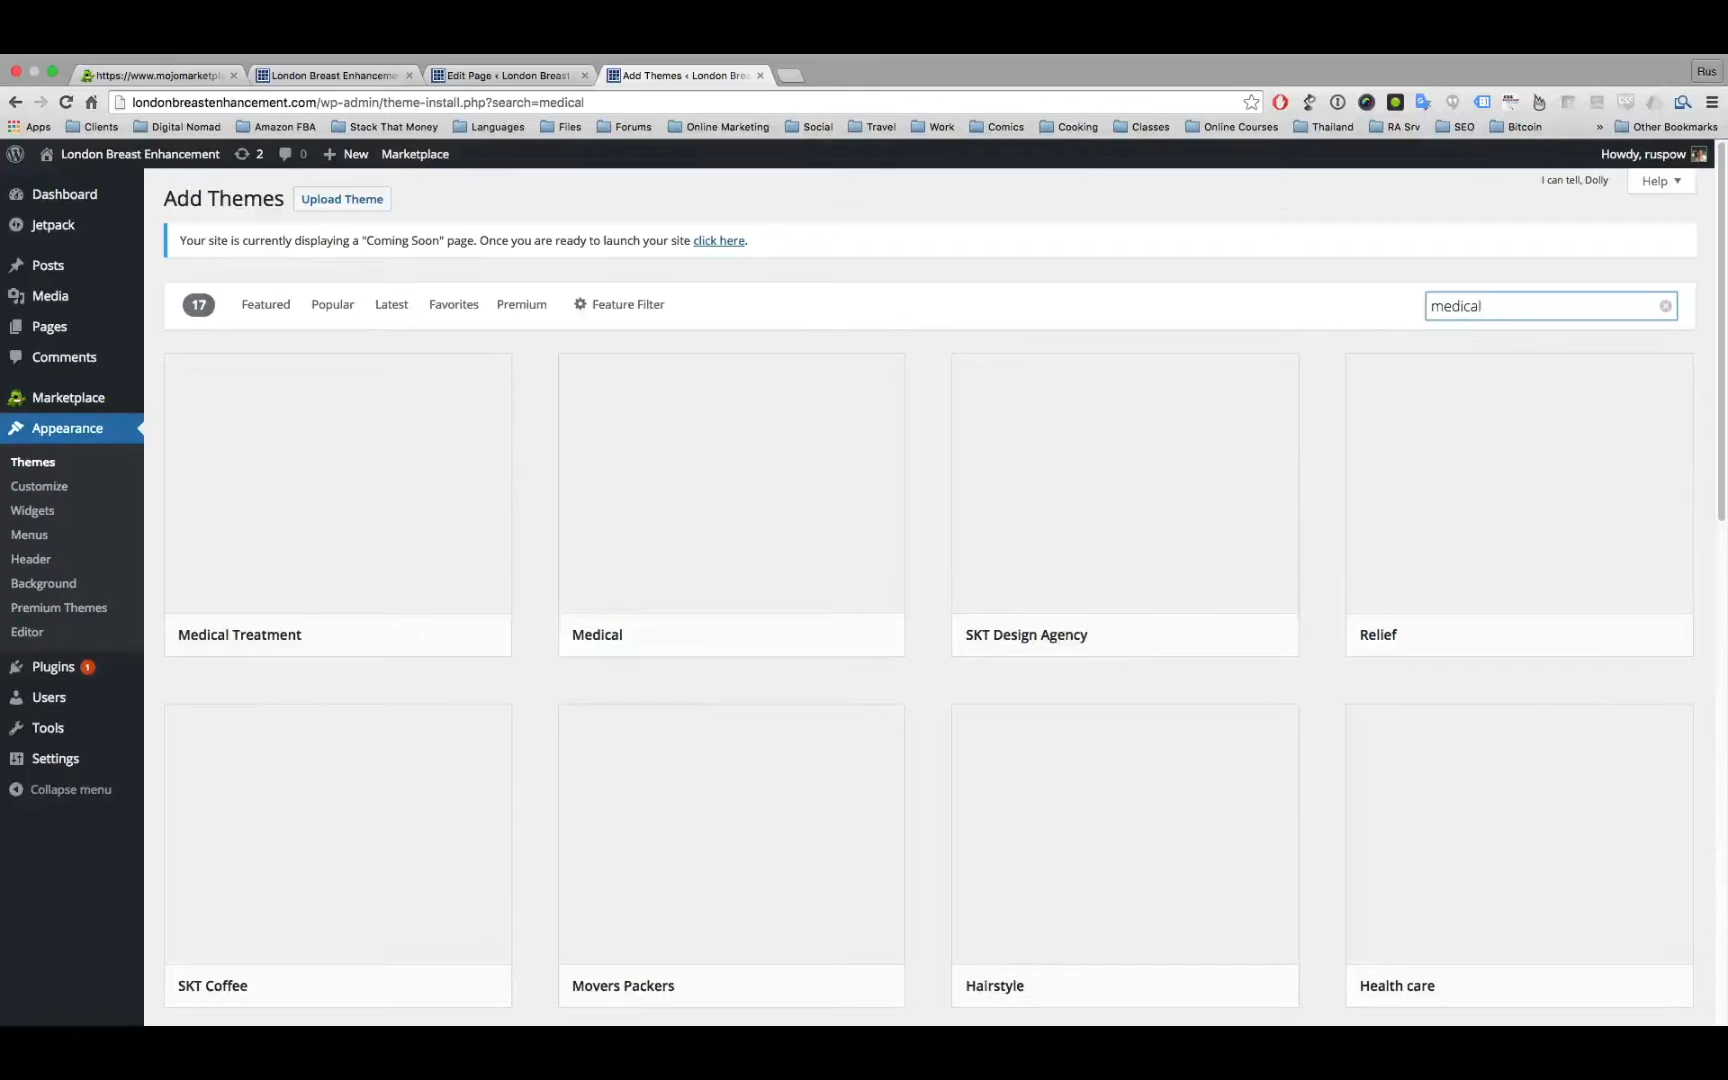 https://www.mojomarketpl
London Breast Enhanceme
Edit Page ‹ London Breast
Add Themes ‹ London Brea
Rus
londonbreastenhancement.com/wp-admin/theme-install.php?search=medical
Apps Clients Digital Nomad Amazon FBA Stack That Money Languages Files Forums Online Marketing Social Travel Work Comics Cooking Classes Online Courses Thailand RA Srv SEO Bitcoin » Other Bookmarks
London Breast Enhancement 2 0 + New Marketplace Howdy, ruspow
Dashboard
Jetpack
Posts
Media
Pages
Comments
Marketplace
Appearance
Themes
Customize
Widgets
Menus
Header
Background
Premium Themes
Editor
Plugins 1
Users
Tools
Settings
Collapse menu
I can tell, Dolly Help
Add Themes Upload Theme
Your site is currently displaying a "Coming Soon" page. Once you are ready to launch your site click here.
17 Featured Popular Latest Favorites Premium Feature Filter medical
Medical Treatment Medical SKT Design Agency Relief
SKT Coffee Movers Packers Hairstyle Health care